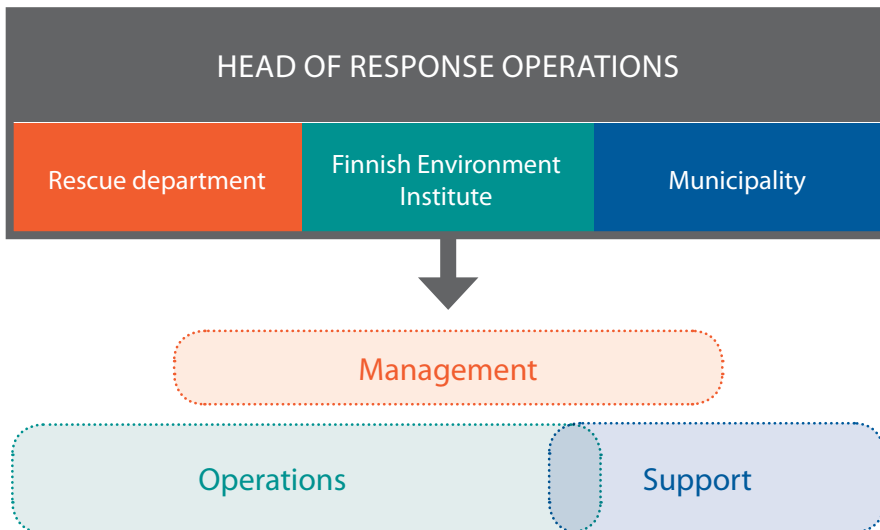 HEAD OF RESPONSE OPERATIONS
Rescue department
Finnish Environment
Institute
Municipality
Management
Operations
Support